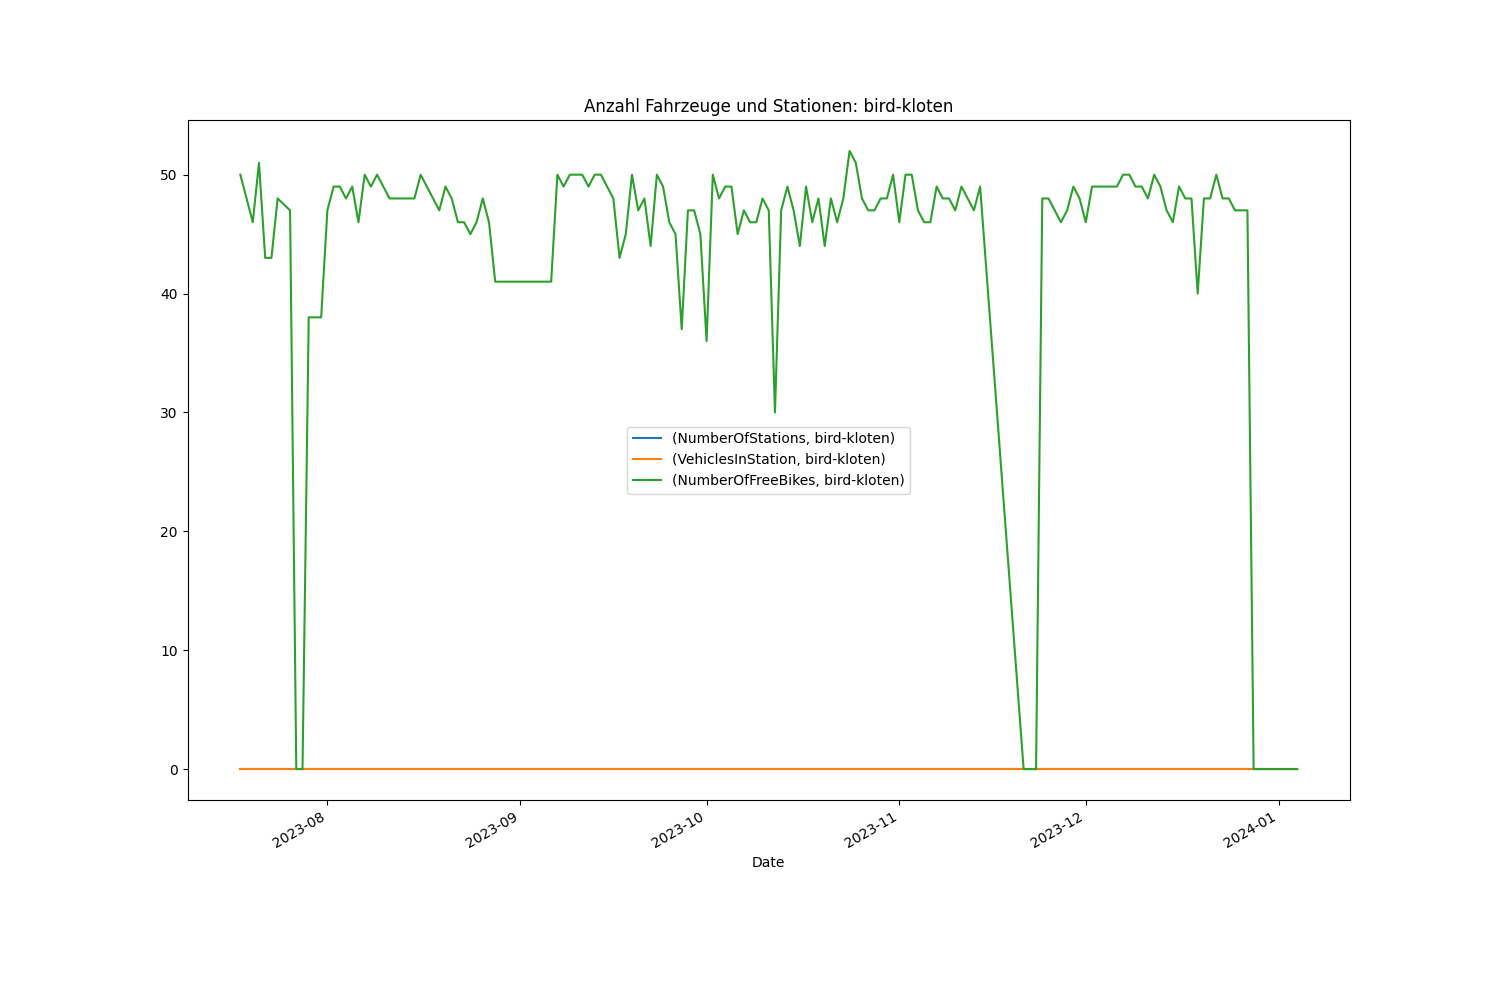 Anzahl Fahrzeuge und Stationen: bird-kloten
50
40
30
20
10
0
(NumberOfStations, bird-kloten)
(VehiclesInStation, bird-kloten)
(NumberOfFreeBikes, bird-kloten)
2023-08
2023-09
2023-10
2023-11
2023-12
2024-01
Date